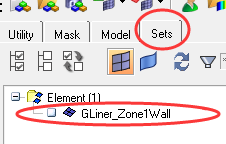 Utility Mask Model Sets
Element (1)
GLiner_Zone1Wall